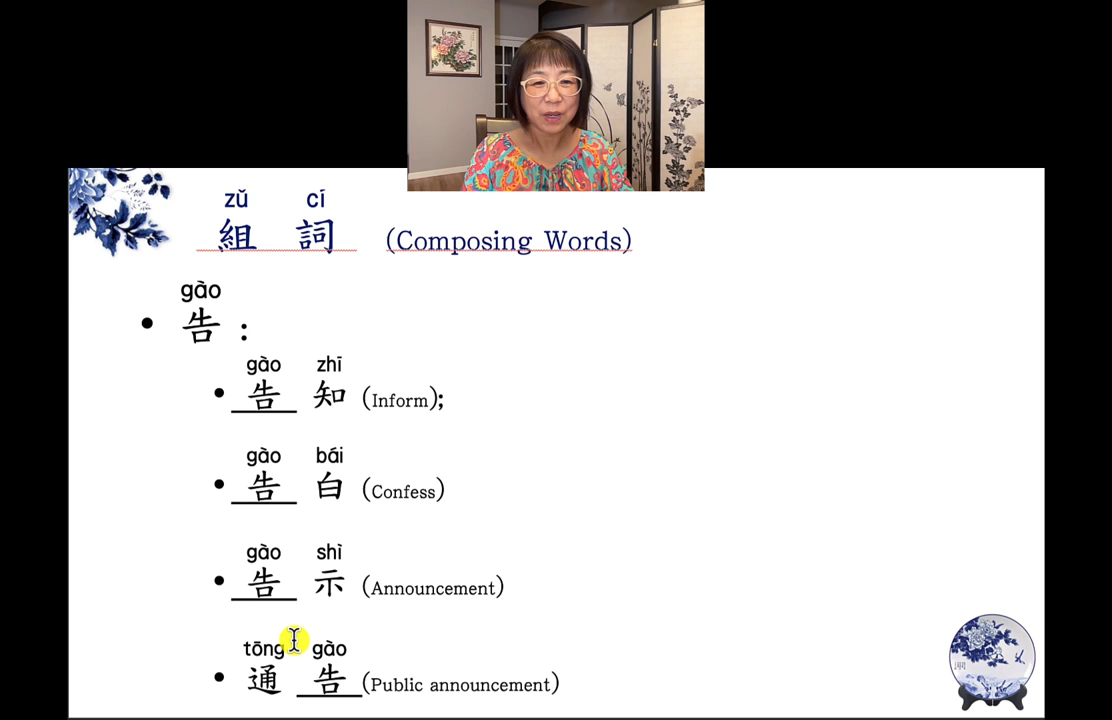 zǔ cí
組 詞 (Composing Words)
gào
• 告 :
gào zhī
• 告 知 (Inform);
gào bái
• 告 白 (Confess)
gào shì
• 告 示 (Announcement)
tōng gào
• 通 告 (Public announcement)